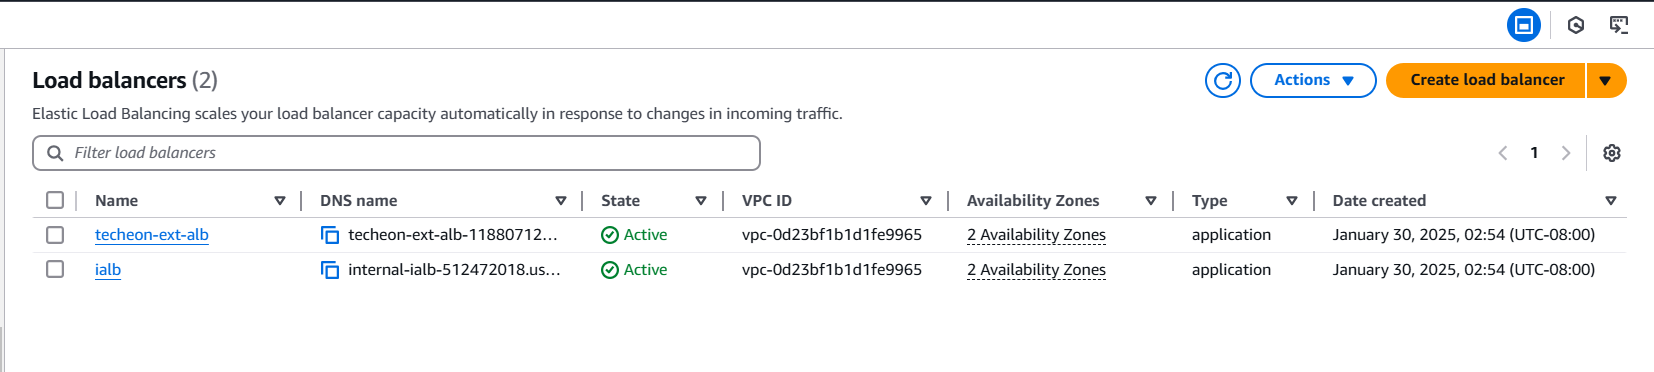 Load balancers (2)
Actions
Create load balancer
Elastic Load Balancing scales your load balancer capacity automatically in response to changes in incoming traffic.
Filter load balancers
1
Name DNS name State VPC ID Availability Zones Type Date created
techeon-ext-alb techeon-ext-alb-11880712... Active vpc-0d23bf1b1d1fe9965 2 Availability Zones application January 30, 2025, 02:54 (UTC-08:00)
ialb internal-ialb-512472018.us... Active vpc-0d23bf1b1d1fe9965 2 Availability Zones application January 30, 2025, 02:54 (UTC-08:00)